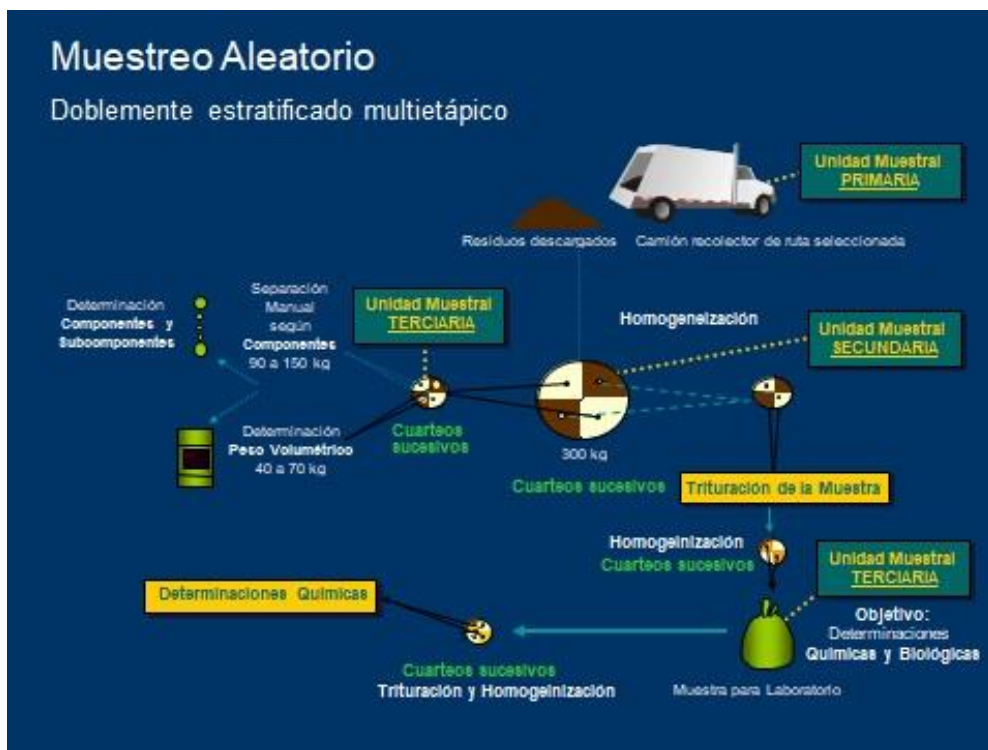 Muestreo Aleatorio
Doblemente estratificado multietápico
Unidad Muestral
PRIMARIA
Residuos descargados
Camión recolector de ruta seleccionada
Determinación
Componentes y
Subcomponentes
Separación
Manual
según
Componentes
90 a 150 kg
Unidad Muestral
TERCIARIA
Homogeneización
Unidad Muestral
SECUNDARIA
Determinación
Peso Volumétrico
40 a 70 kg
Cuarteos
sucesivos
300 kg
Cuarteos sucesivos
Trituración de la Muestra
Homogeinización
Cuarteos sucesivos
Unidad Muestral
TERCIARIA
Determinaciones Quimicas
Objetivo:
Determinaciones
Quimicas y Biológicas
Cuarteos sucesivos
Trituración y Homogeinización
Muestra para Laboratorio